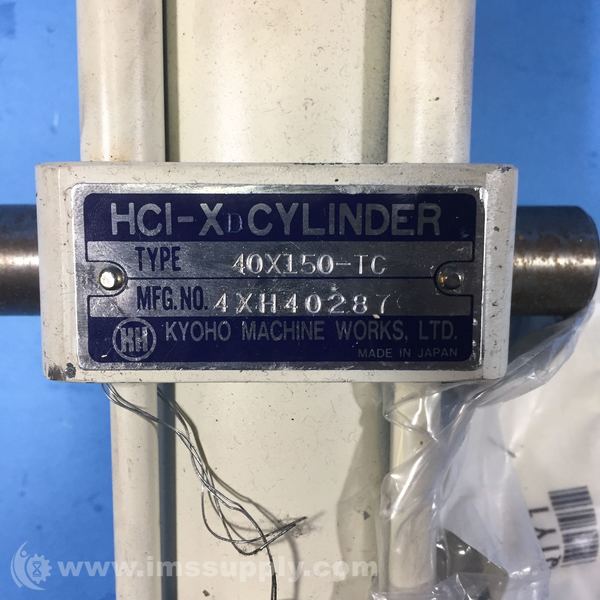 HCI-XD CYLINDER
TYPE 40X150-TC
MFG.NO. 4XH40287
HH KYOHO MACHINE WORKS, LTD.
MADE IN JAPAN
www.imssupply.com